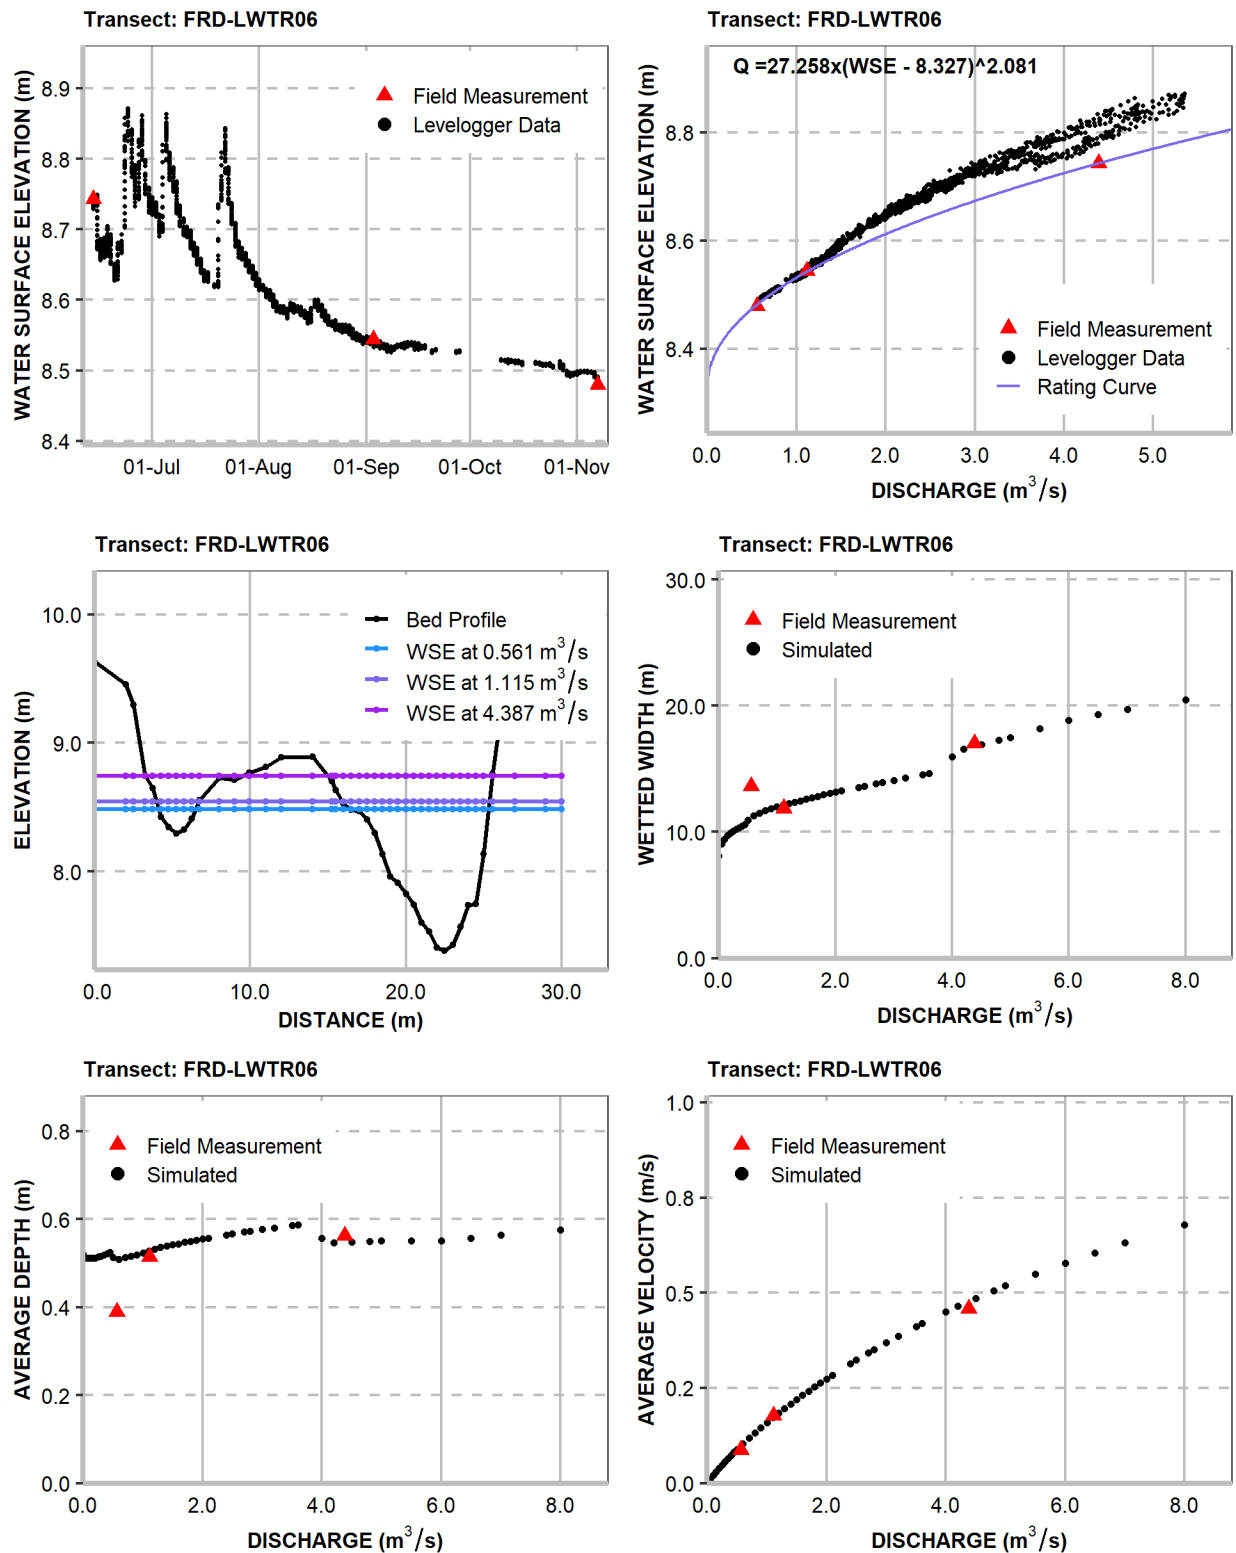 Transect: FRD-LWTR06
WATER SURFACE ELEVATION (m)
8.9
8.8
8.7
8.6
8.5
8.4
Field Measurement
Levelogger Data
01-Jul
01-Aug
01-Sep
01-Oct
01-Nov
Transect: FRD-LWTR06
Q =27.258x(WSE - 8.327)^2.081
WATER SURFACE ELEVATION (m)
8.8
8.6
8.4
Field Measurement
Levelogger Data
Rating Curve
0.0
1.0
2.0
3.0
4.0
5.0
DISCHARGE (m³/s)
Transect: FRD-LWTR06
ELEVATION (m)
10.0
9.0
8.0
Bed Profile
WSE at 0.561 m³/s
WSE at 1.115 m³/s
WSE at 4.387 m³/s
0.0
10.0
20.0
30.0
DISTANCE (m)
Transect: FRD-LWTR06
WETTED WIDTH (m)
30.0
20.0
10.0
0.0
Field Measurement
Simulated
0.0
2.0
4.0
6.0
8.0
DISCHARGE (m³/s)
Transect: FRD-LWTR06
AVERAGE DEPTH (m)
0.8
0.6
0.4
0.2
0.0
Field Measurement
Simulated
0.0
2.0
4.0
6.0
8.0
DISCHARGE (m³/s)
Transect: FRD-LWTR06
AVERAGE VELOCITY (m/s)
1.0
0.8
0.5
0.2
0.0
Field Measurement
Simulated
0.0
2.0
4.0
6.0
8.0
DISCHARGE (m³/s)